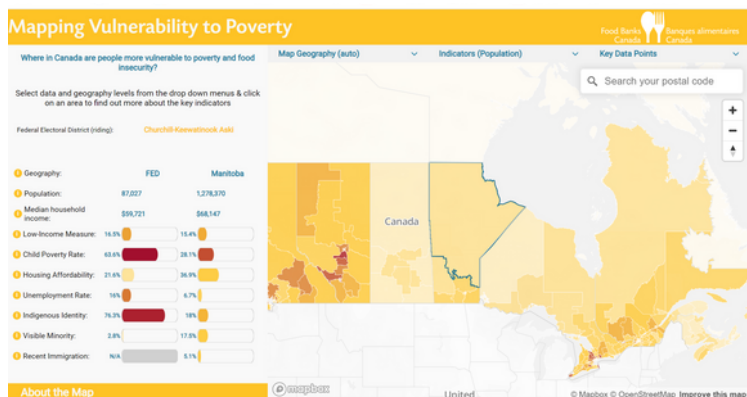 Mapping Vulnerability to Poverty
Food Banks Canada
Banques alimentaires Canada
Where in Canada are people more vulnerable to poverty and food
insecurity?
Select data and geography levels from the drop down menus & click
on an area to find out more about the key indicators
Federal Electoral District (riding): Churchill-Keewatinook Aski
Geography: FED Manitoba
Population: 87,027 1,278,370
Median household
income: $59,721 $68,147
Low-Income Measure: 16.5% 15.4%
Child Poverty Rate: 63.6% 28.1%
Housing Affordability: 21.6% 36.9%
Unemployment Rate: 16% 6.7%
Indigenous Identity: 76.3% 18%
Visible Minority: 2.8% 17.5%
Recent Immigration: N/A 5.1%
About the Map
Map Geography (auto) Indicators (Population) Key Data Points
Search your postal code
+
−
Canada
United
mapbox
© Mapbox © OpenStreetMap Improve this map